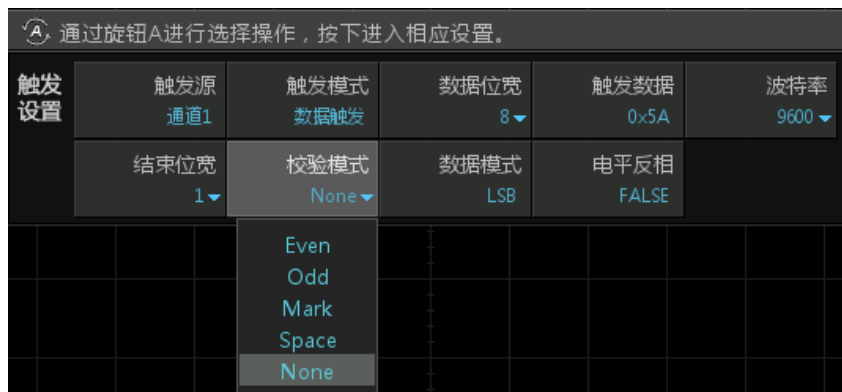 A 通过旋钮A进行选择操作，按下进入相应设置。
触发设置
触发源 触发模式 数据位宽 触发数据 波特率
通道1 数据触发 8 0×5A 9600
结束位宽 校验模式 数据模式 电平反相
1 None LSB FALSE
Even
Odd
Mark
Space
None